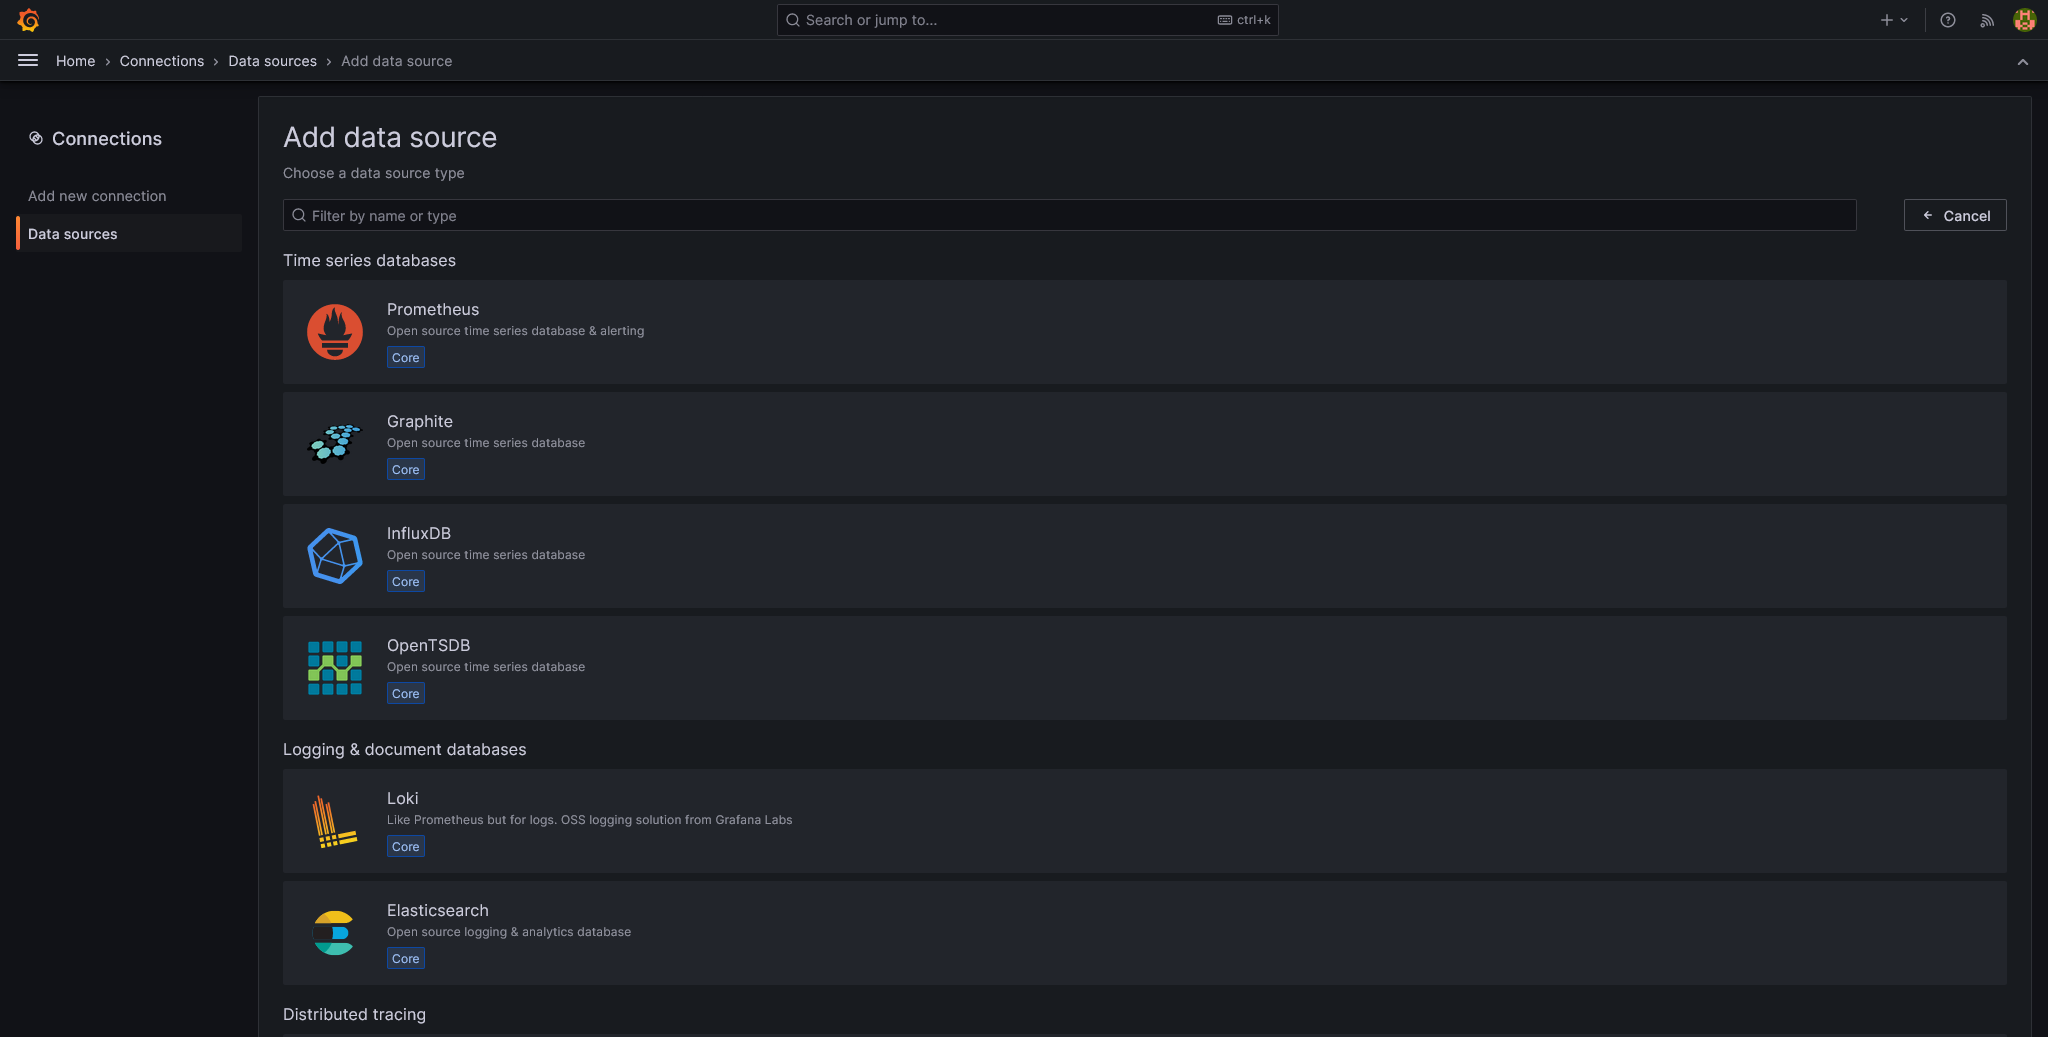 Search or jump to...
ctrl+k
Home › Connections › Data sources › Add data source
Connections
Add new connection
Data sources
Add data source
Choose a data source type
Filter by name or type
Cancel
Time series databases
Prometheus
Open source time series database & alerting
Core
Graphite
Open source time series database
Core
InfluxDB
Open source time series database
Core
OpenTSDB
Open source time series database
Core
Logging & document databases
Loki
Like Prometheus but for logs. OSS logging solution from Grafana Labs
Core
Elasticsearch
Open source logging & analytics database
Core
Distributed tracing